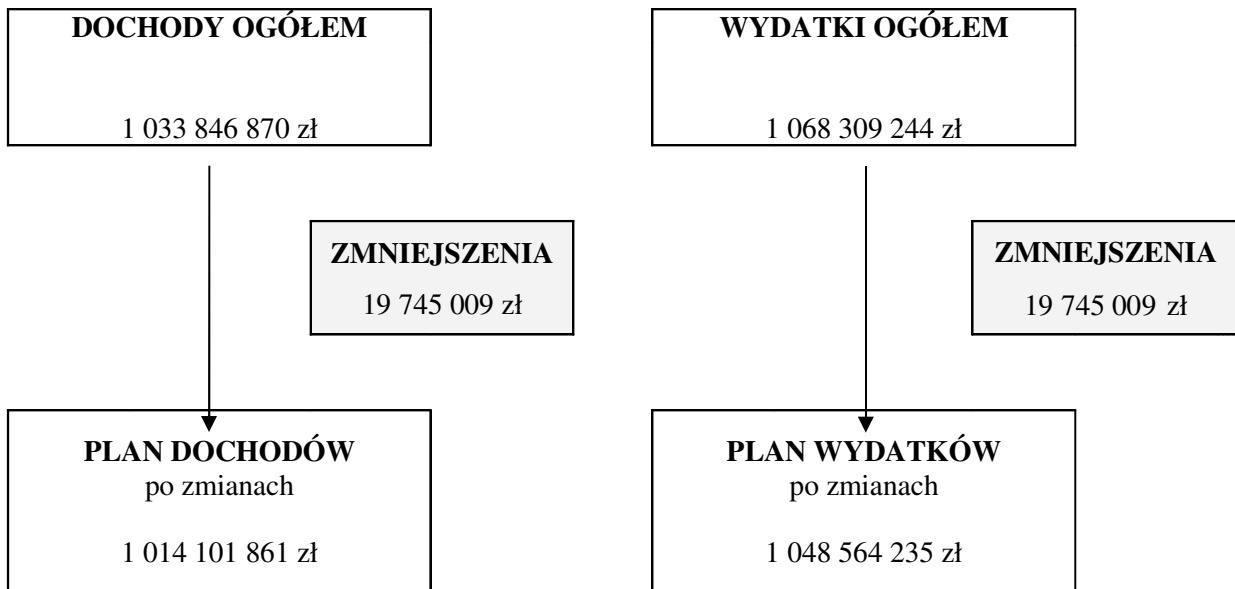 DOCHODY OGÓŁEM
1 033 846 870 zł
WYDATKI OGÓŁEM
1 068 309 244 zł
ZMNIEJSZENIA
19 745 009 zł
ZMNIEJSZENIA
19 745 009 zł
PLAN DOCHODÓW
po zmianach
1 014 101 861 zł
PLAN WYDATKÓW
po zmianach
1 048 564 235 zł